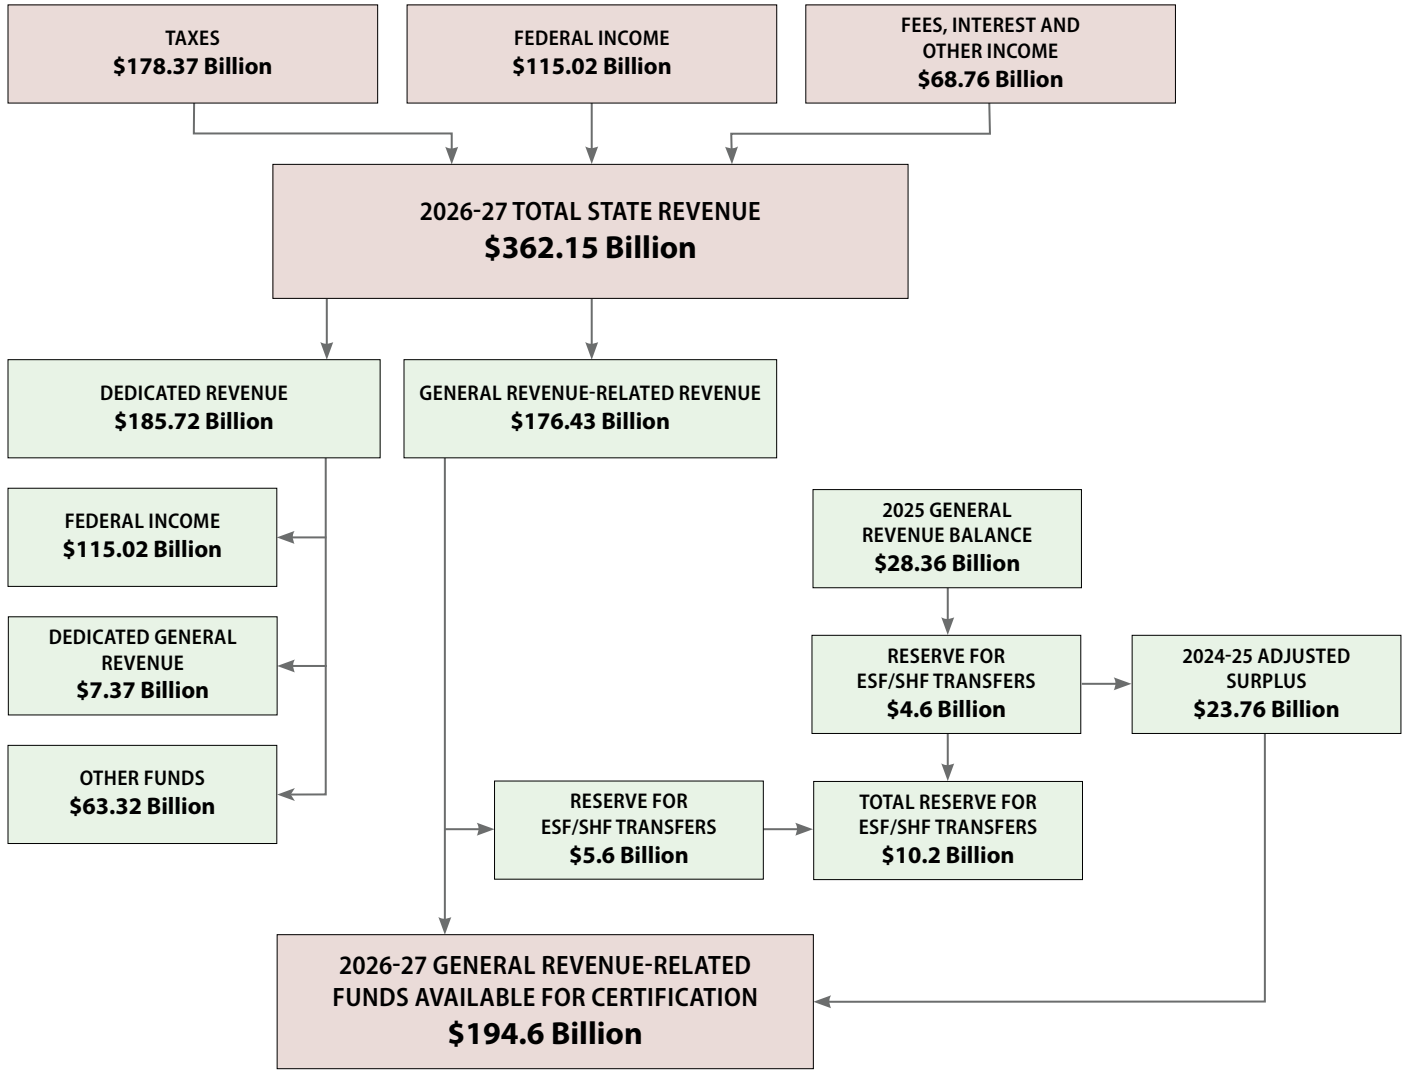 TAXES
$178.37 Billion
FEDERAL INCOME
$115.02 Billion
FEES, INTEREST AND
OTHER INCOME
$68.76 Billion
2026-27 TOTAL STATE REVENUE
$362.15 Billion
DEDICATED REVENUE
$185.72 Billion
GENERAL REVENUE-RELATED REVENUE
$176.43 Billion
FEDERAL INCOME
$115.02 Billion
DEDICATED GENERAL
REVENUE
$7.37 Billion
OTHER FUNDS
$63.32 Billion
2025 GENERAL
REVENUE BALANCE
$28.36 Billion
RESERVE FOR
ESF/SHF TRANSFERS
$4.6 Billion
2024-25 ADJUSTED
SURPLUS
$23.76 Billion
RESERVE FOR
ESF/SHF TRANSFERS
$5.6 Billion
TOTAL RESERVE FOR
ESF/SHF TRANSFERS
$10.2 Billion
2026-27 GENERAL REVENUE-RELATED
FUNDS AVAILABLE FOR CERTIFICATION
$194.6 Billion